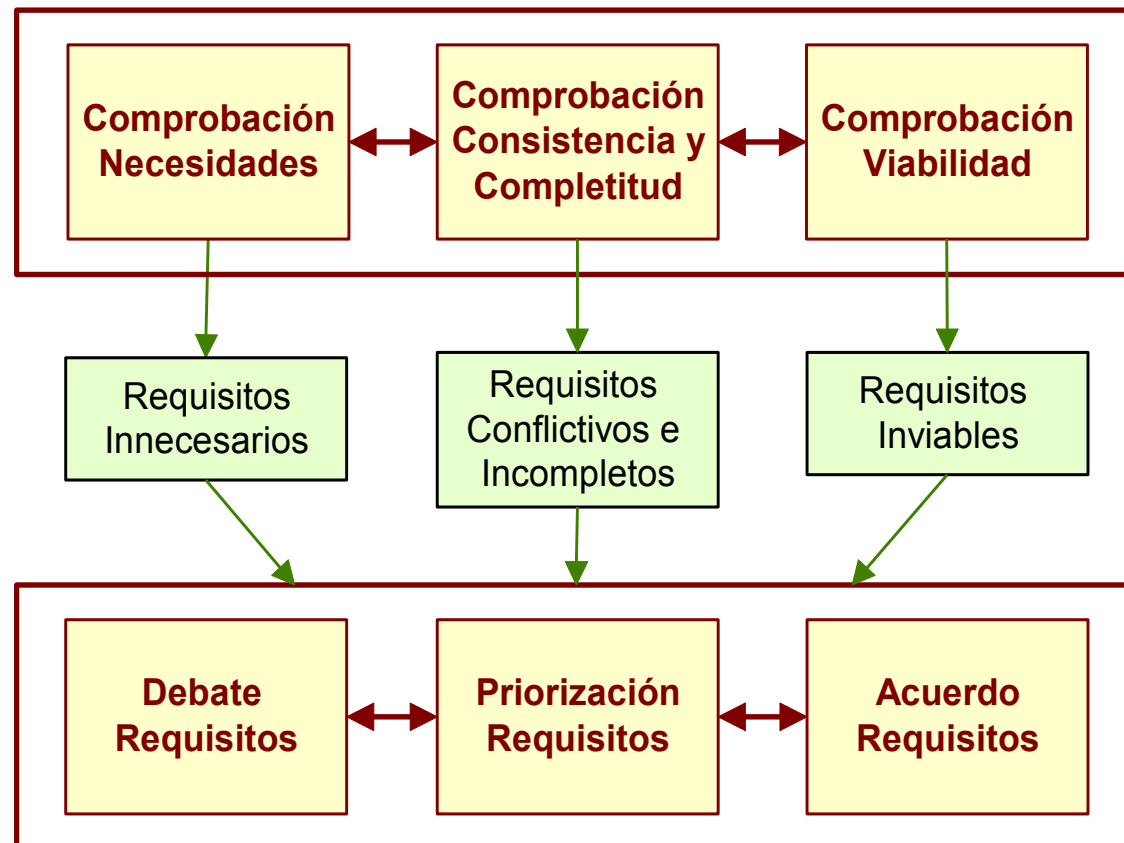 Comprobación
Necesidades
Comprobación
Consistencia y
Completitud
Comprobación
Viabilidad
Requisitos
Innecesarios
Requisitos
Conflictivos e
Incompletos
Requisitos
Inviables
Debate
Requisitos
Priorización
Requisitos
Acuerdo
Requisitos